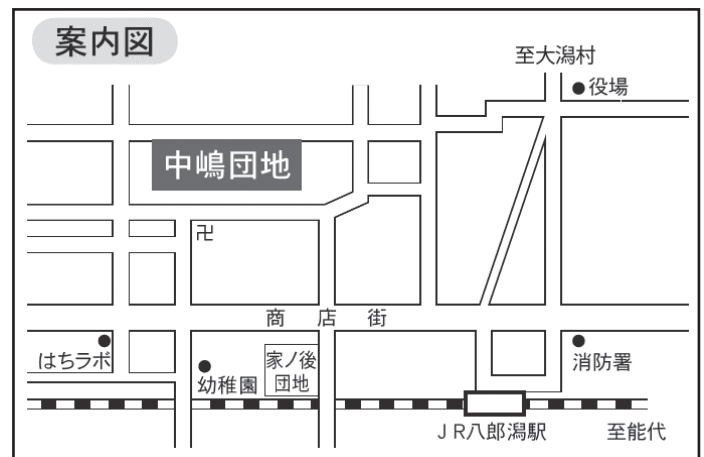 案内図
至大潟村
●役場
中嶋団地
卍
商店街
はちラボ
幼稚園
家ノ後
団地
消防署
JR八郎潟駅
至能代